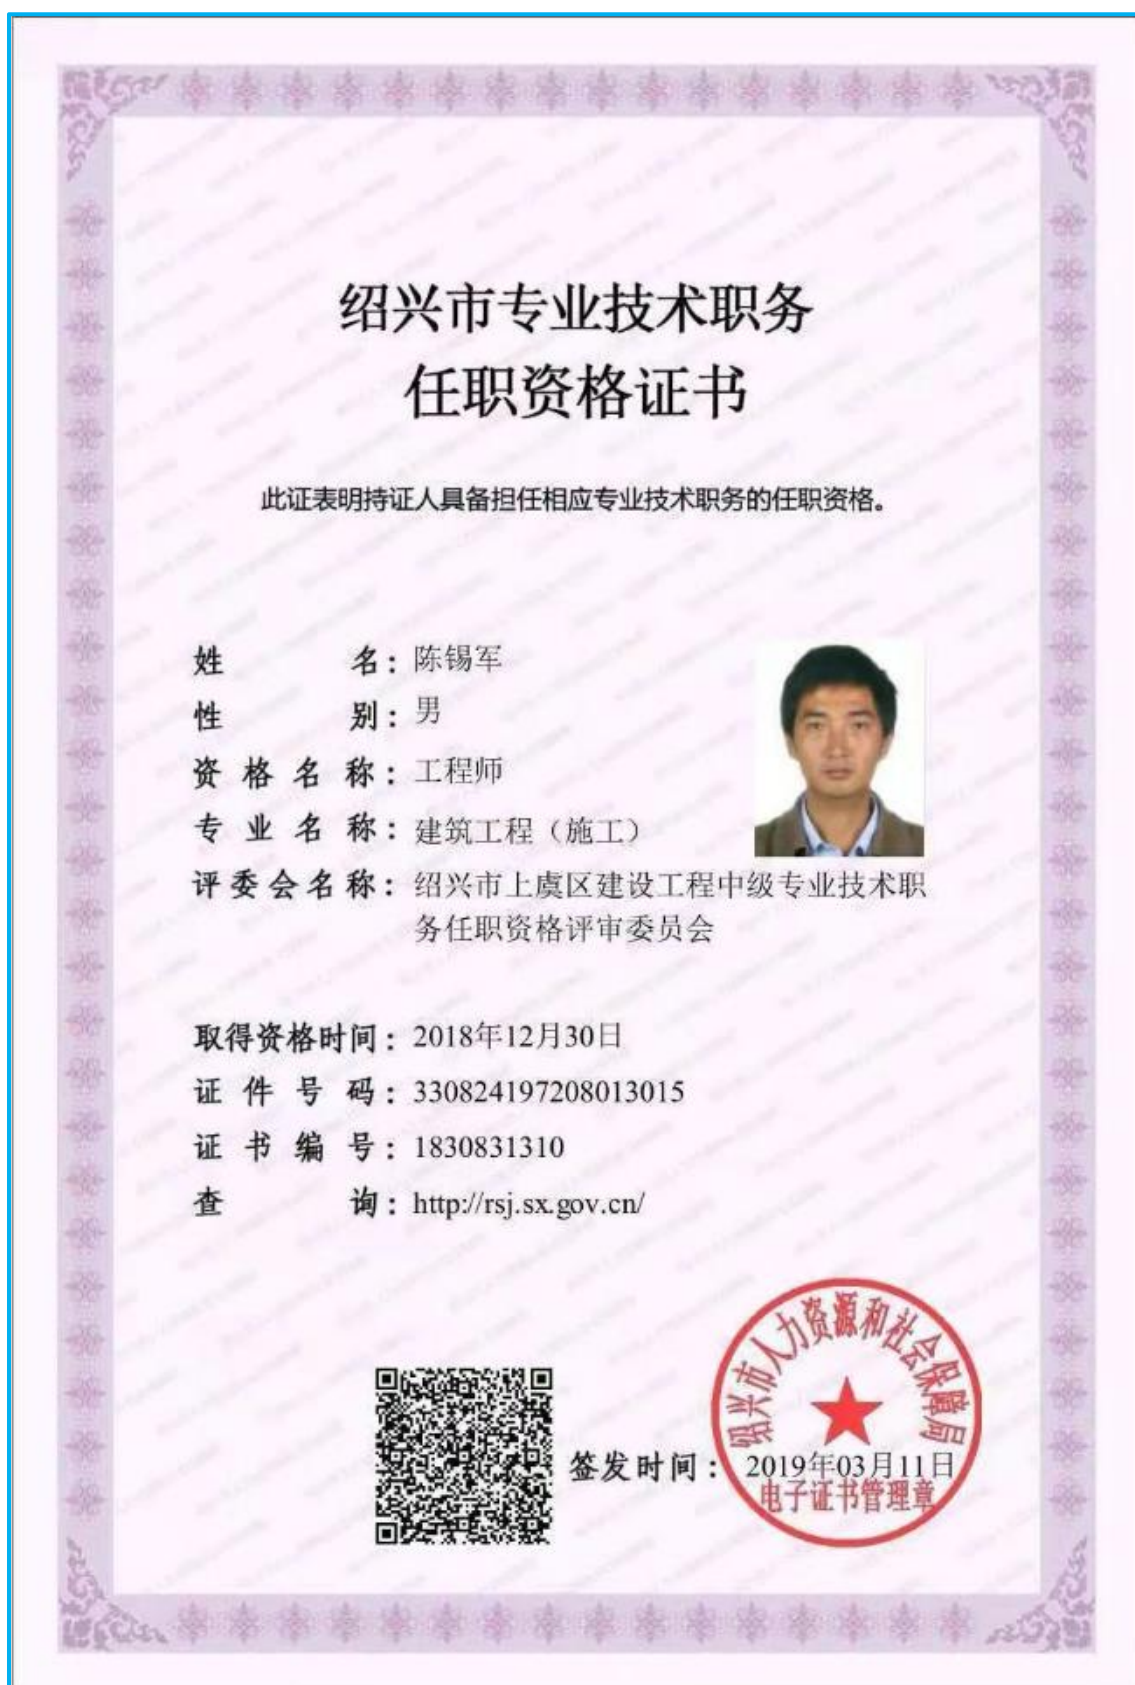 绍兴市专业技术职务
任职资格证书
此证表明持证人具备担任相应专业技术职务的任职资格。
姓名：陈锡军
性别：男
资格名称：工程师
专业名称：建筑工程（施工）
评委会名称：绍兴市上虞区建设工程中级专业技术职
务任职资格评审委员会
取得资格时间：2018年12月30日
证件号码：330824197208013015
证书编号：1830831310
查询：http://rsj.sx.gov.cn/
绍兴市人力资源和社会保障局
签发时间：2019年03月11日
电子证书管理章